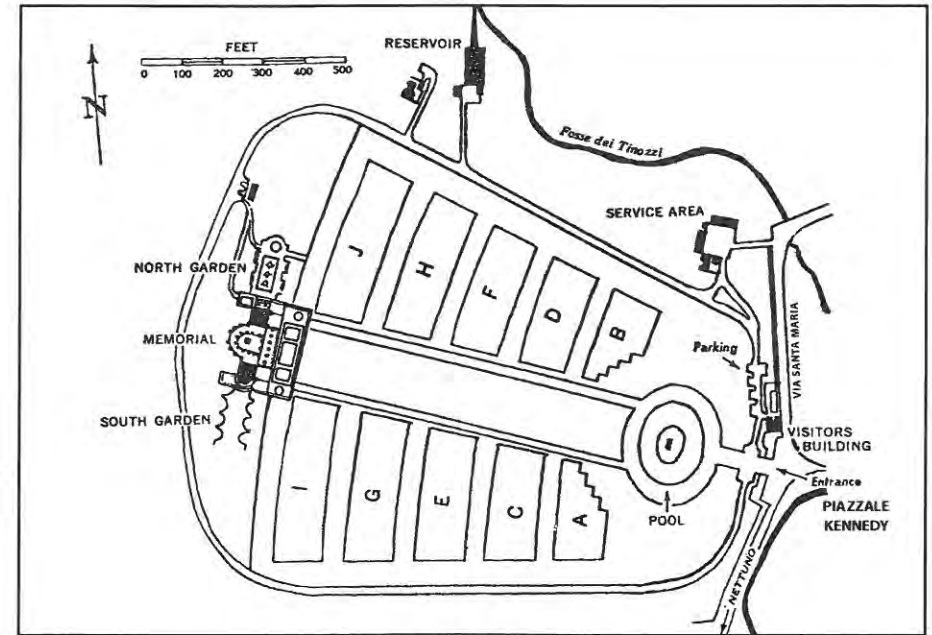 FEET
0 100 200 300 400 500
N
RESERVOIR
Fosse dei Tinozzi
SERVICE AREA
NORTH GARDEN
MEMORIAL
SOUTH GARDEN
J
H
F
D
B
Parking
VIA SANTA MARIA
VISITORS
BUILDING
Entrance
PIAZZALE
KENNEDY
POOL
I
G
E
C
A
NETTUNO